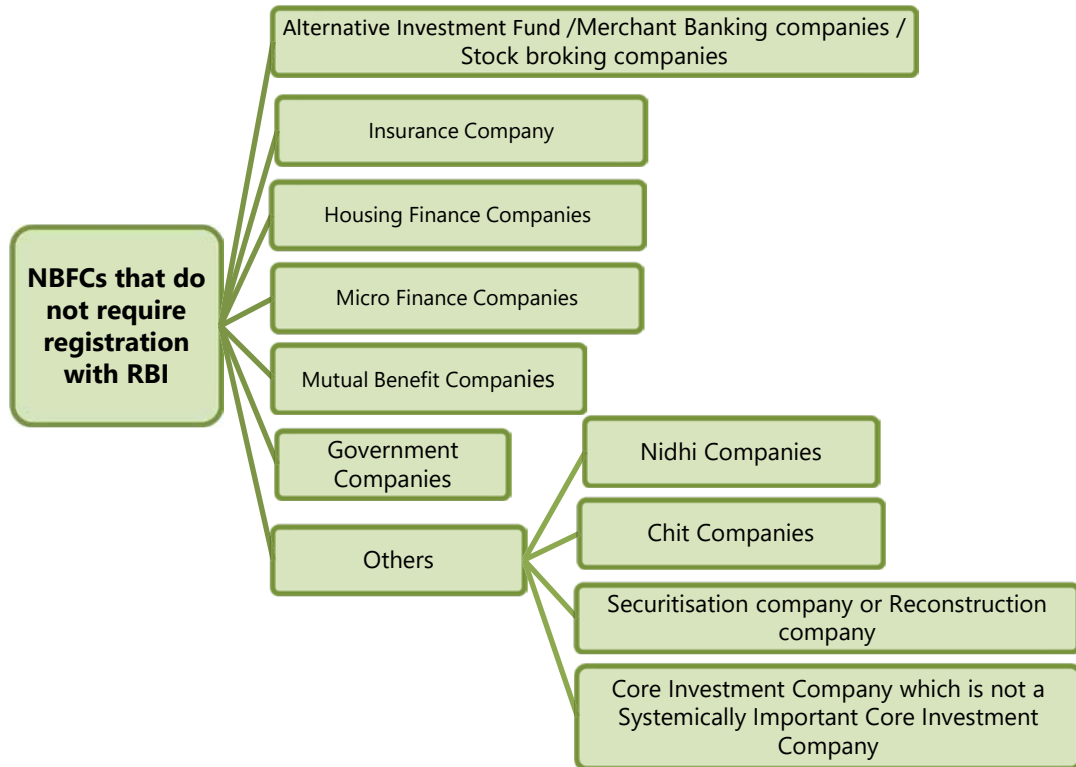 NBFCs that do
not require
registration
with RBI
Alternative Investment Fund /Merchant Banking companies /
Stock broking companies
Insurance Company
Housing Finance Companies
Micro Finance Companies
Mutual Benefit Companies
Government
Companies
Others
Nidhi Companies
Chit Companies
Securitisation company or Reconstruction
company
Core Investment Company which is not a
Systemically Important Core Investment
Company